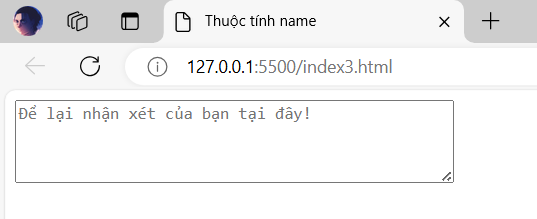 Thuộc tính name
127.0.0.1:5500/index3.html
Để lại nhận xét của bạn tại đây!